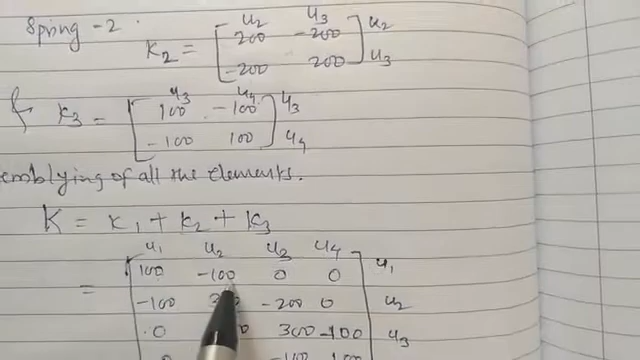 Spring - 2
u2 u3
K2 = [ 200 -200 ] u2
[ -200 200 ] u3
u3 u4
K3 = [ 100 -100 ] u3
[ -100 100 ] u4
emblying of all the elements.
K = K1 + K2 + K3
u1 u2 u3 u4
= [ 100 -100 0 0 ] u1
-100 -200 0 u2
0 300 -100 u3
-100 100